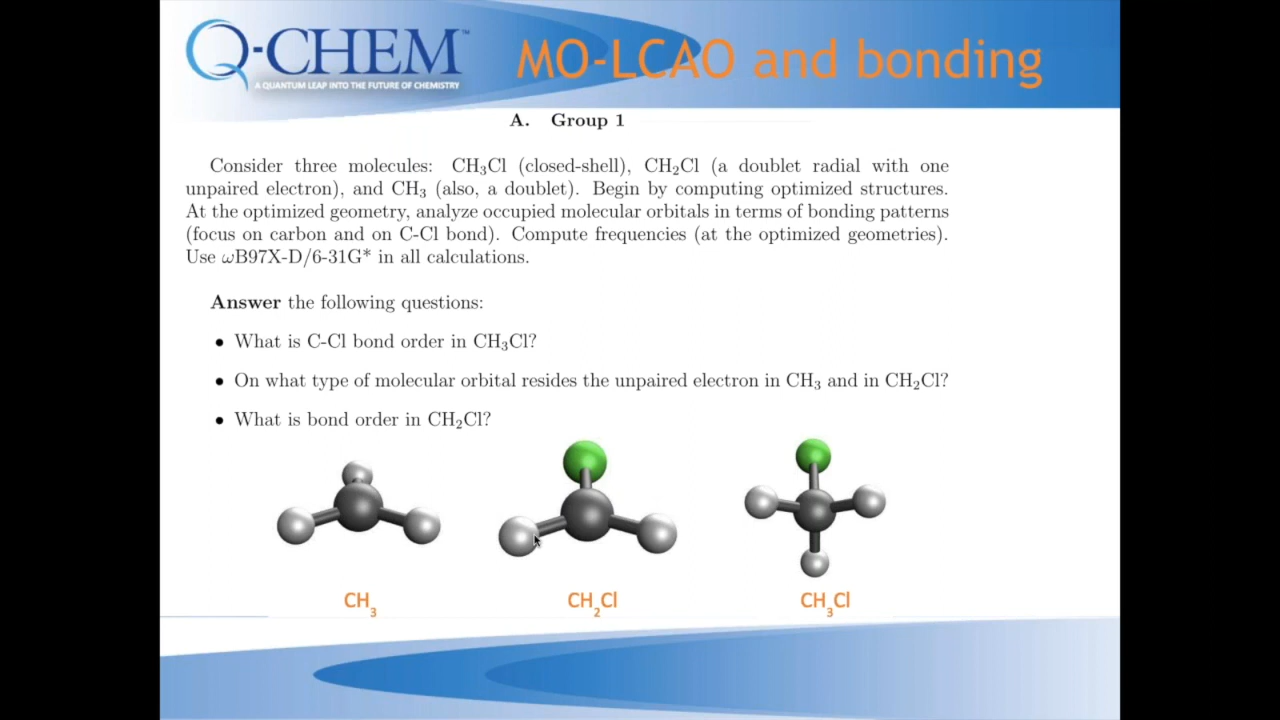 Q-CHEM™
A QUANTUM LEAP INTO THE FUTURE OF CHEMISTRY
MO-LCAO and bonding
A. Group 1
Consider three molecules: CH₃Cl (closed-shell), CH₂Cl (a doublet radial with one
unpaired electron), and CH₃ (also, a doublet). Begin by computing optimized structures.
At the optimized geometry, analyze occupied molecular orbitals in terms of bonding patterns
(focus on carbon and on C-Cl bond). Compute frequencies (at the optimized geometries).
Use ωB97X-D/6-31G* in all calculations.
Answer the following questions:
• What is C-Cl bond order in CH₃Cl?
• On what type of molecular orbital resides the unpaired electron in CH₃ and in CH₂Cl?
• What is bond order in CH₂Cl?
CH₃ CH₂Cl CH₃Cl